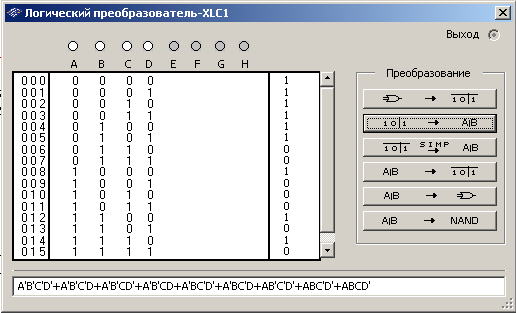 Логический преобразователь-XLC1
Выход
A B C D E F G H
000 0 0 0 0 1
001 0 0 0 1 1
002 0 0 1 0 1
003 0 0 1 1 1
004 0 1 0 0 1
005 0 1 0 1 1
006 0 1 1 0 0
007 0 1 1 1 0
008 1 0 0 0 1
009 1 0 0 1 0
010 1 0 1 0 0
011 1 0 1 1 0
012 1 1 0 0 1
013 1 1 0 1 0
014 1 1 1 0 1
015 1 1 1 1 0
Преобразование
→ 10|1
10|1 → A|B
10|1 SIMP → A|B
A|B → 10|1
A|B →
A|B → NAND
A'B'C'D'+A'B'C'D+A'B'CD'+A'B'CD+A'BC'D'+A'BC'D+AB'C'D'+ABC'D'+ABCD'